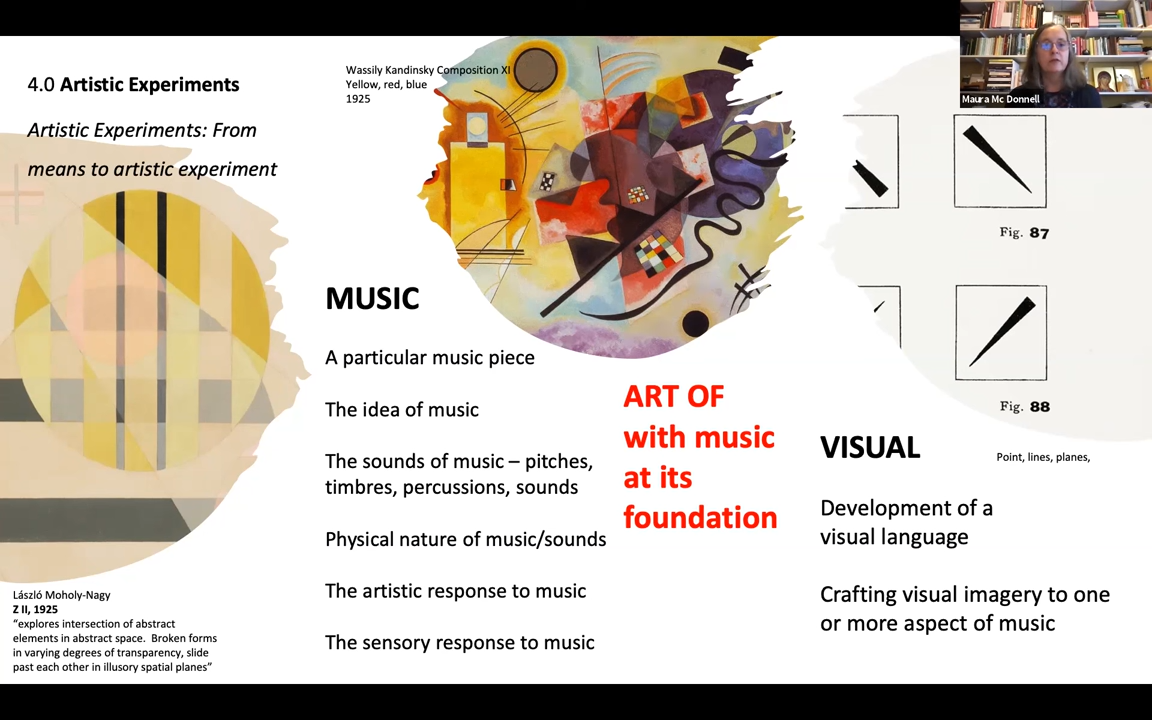 4.0 Artistic Experiments
Artistic Experiments: From
means to artistic experiment
Wassily Kandinsky Composition XI
Yellow, red, blue
1925
Maura Mc Donnell
Fig. 87
Fig. 88
MUSIC
A particular music piece
The idea of music
The sounds of music – pitches,
timbres, percussions, sounds
Physical nature of music/sounds
The artistic response to music
The sensory response to music
ART OF
with music
at its
foundation
VISUAL
Point, lines, planes,
Development of a
visual language
Crafting visual imagery to one
or more aspect of music
László Moholy-Nagy
Z II, 1925
“explores intersection of abstract
elements in abstract space.  Broken forms
in varying degrees of transparency, slide
past each other in illusory spatial planes”